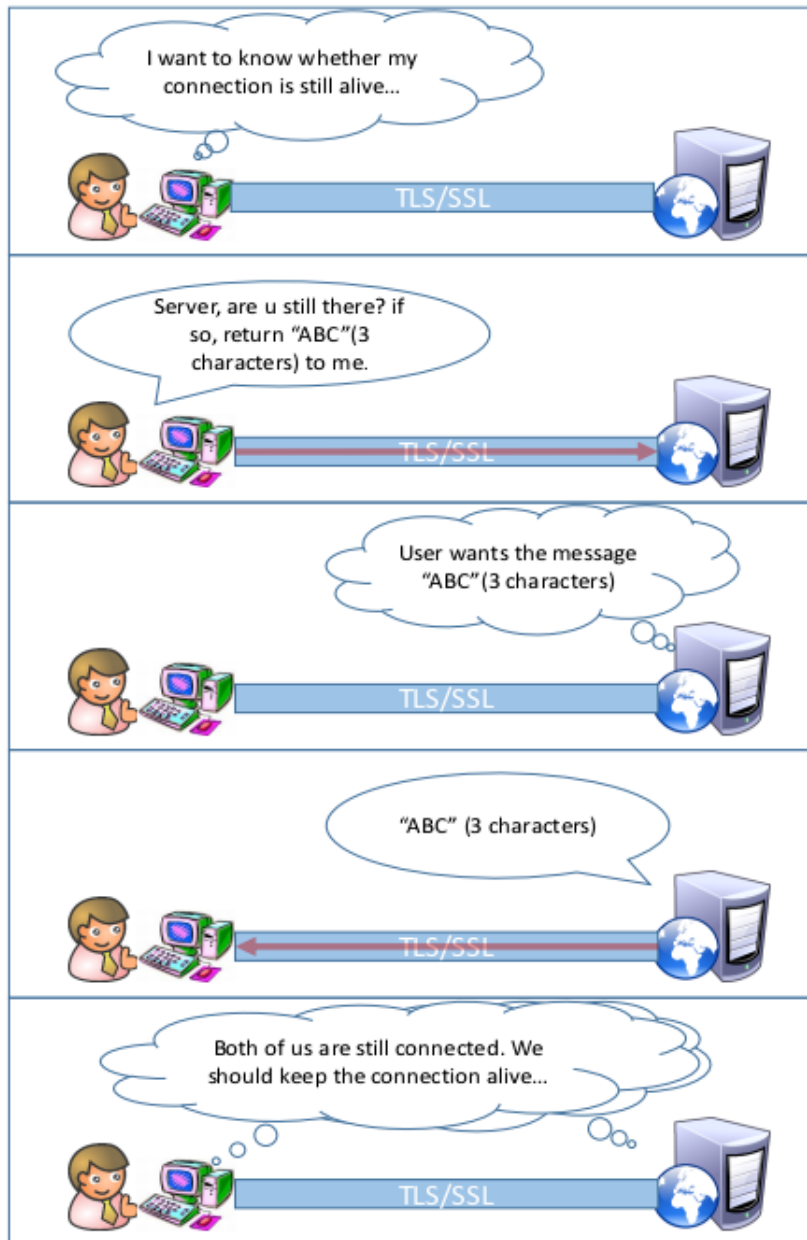 I want to know whether my
connection is still alive…
TLS/SSL
Server, are u still there? if
so, return “ABC”(3
characters) to me.
TLS/SSL
User wants the message
“ABC”(3 characters)
TLS/SSL
“ABC” (3 characters)
TLS/SSL
Both of us are still connected. We
should keep the connection alive…
TLS/SSL